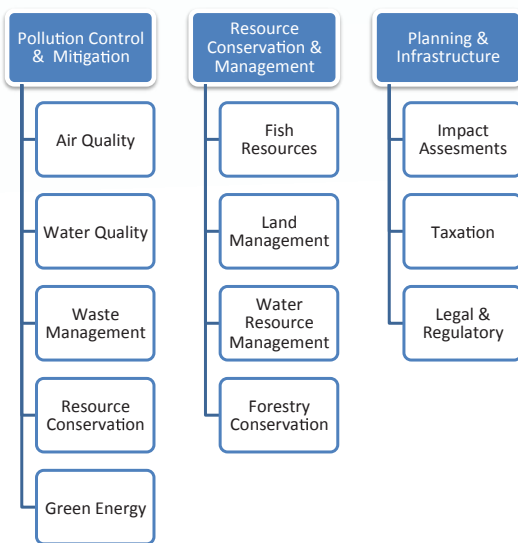 Pollution Control
& Mitigation
Air Quality
Water Quality
Waste
Management
Resource
Conservation
Green Energy
Resource
Conservation &
Management
Fish
Resources
Land
Management
Water
Resource
Management
Forestry
Conservation
Planning &
Infrastructure
Impact
Assesments
Taxation
Legal &
Regulatory